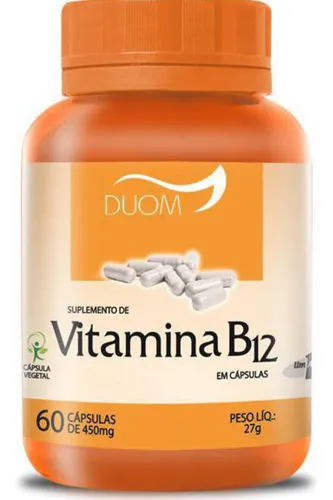 DUOM
SUPLEMENTO DE
Vitamina B12
EM CÁPSULAS
CÁPSULA
VEGETAL
60 CÁPSULAS
DE 450mg
PESO LÍQ.:
27g